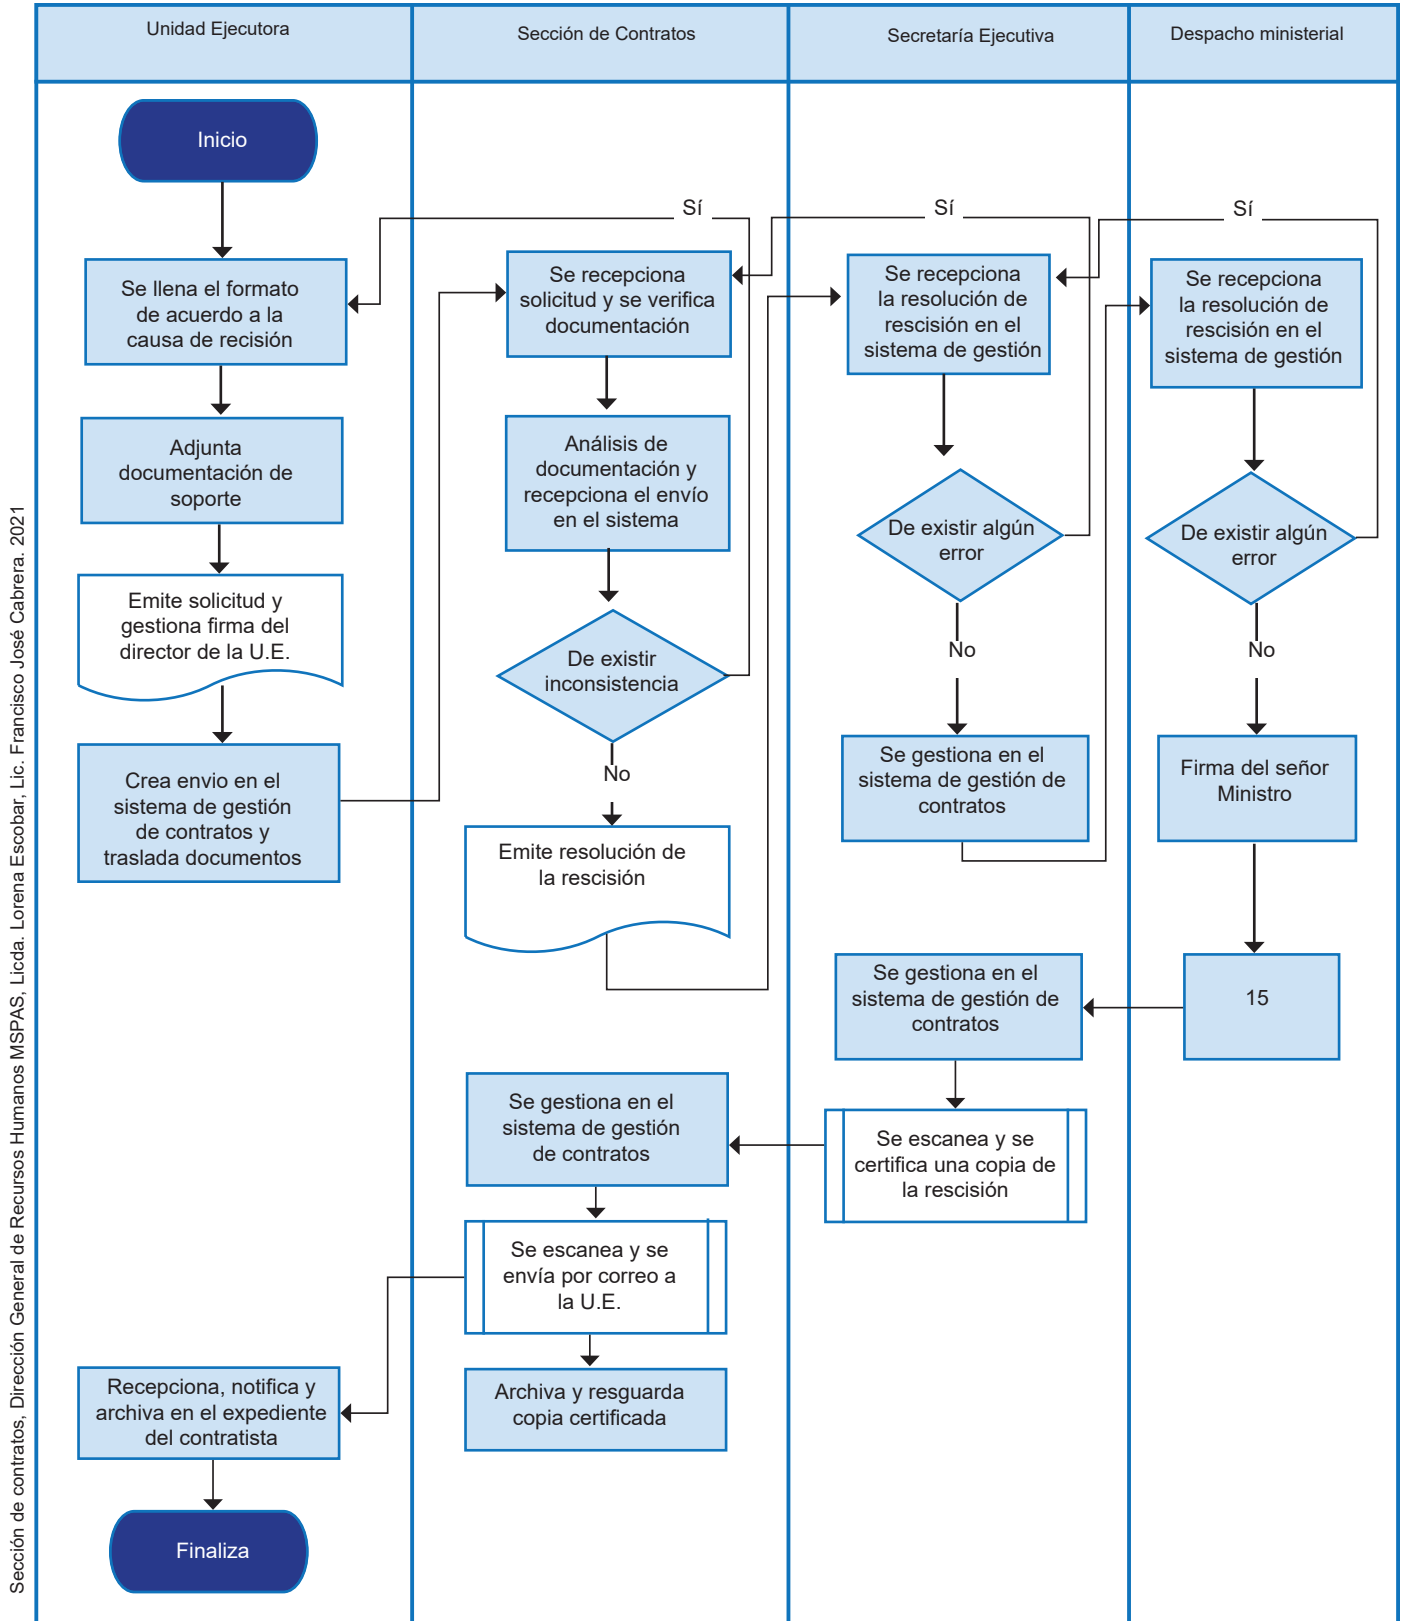 Unidad Ejecutora
Sección de Contratos
Secretaría Ejecutiva
Despacho ministerial
Inicio
Se llena el formato
de acuerdo a la
causa de recisión
Adjunta
documentación de
soporte
Emite solicitud y
gestiona firma del
director de la U.E.
Crea envio en el
sistema de gestión
de contratos y
traslada documentos
Sí
Se recepciona
solicitud y se verifica
documentación
Análisis de
documentación y
recepciona el envío
en el sistema
De existir
inconsistencia
No
Emite resolución de
la rescisión
Sí
Se recepciona
la resolución de
rescisión en el
sistema de gestión
De existir algún
error
No
Se gestiona en el
sistema de gestión de
contratos
Sí
Se recepciona
la resolución de
rescisión en el
sistema de gestión
De existir algún
error
No
Firma del señor
Ministro
15
Se gestiona en el
sistema de gestión de
contratos
Se escanea y se
certifica una copia de
la rescisión
Se gestiona en el
sistema de gestión
de contratos
Se escanea y se
envía por correo a
la U.E.
Archiva y resguarda
copia certificada
Recepciona, notifica y
archiva en el expediente
del contratista
Finaliza
Sección de contratos, Dirección General de Recursos Humanos MSPAS, Licda. Lorena Escobar, Lic. Francisco José Cabrera. 2021